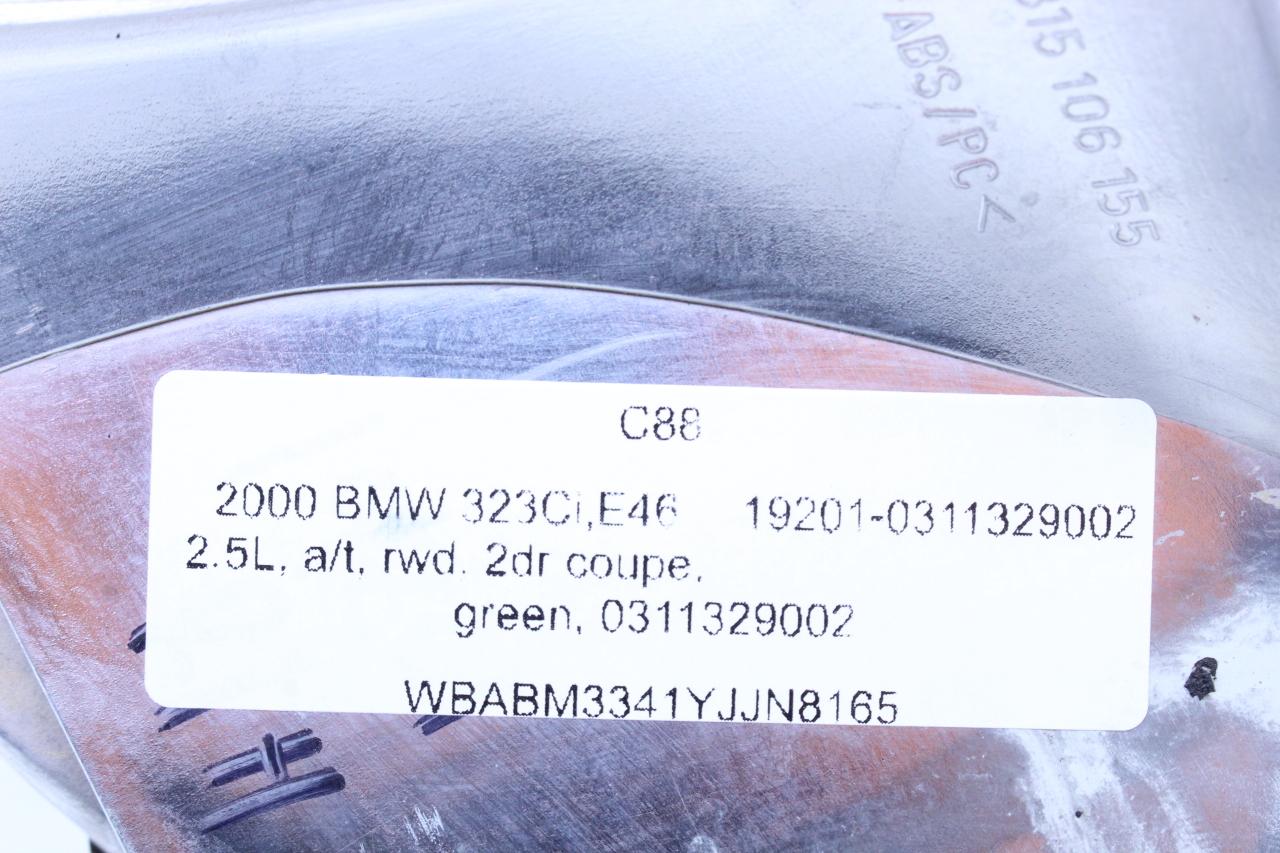 315 106 155
ABS/PC<
C88
2000 BMW 323Ci,E46 19201-0311329002
2.5L, a/t, rwd. 2dr coupe,
green, 0311329002
WBABM3341YJJN8165